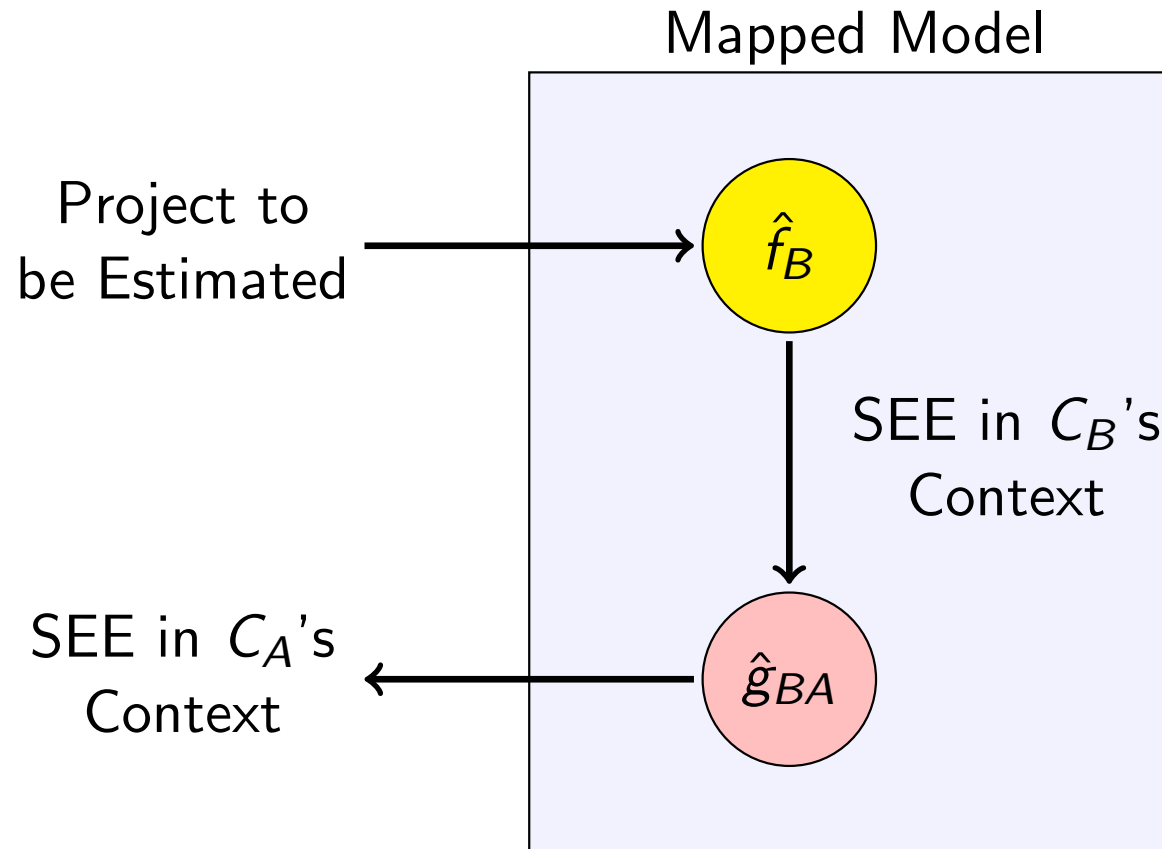 Mapped Model
Project to
be Estimated
f̂_B
SEE in C_B's
Context
SEE in C_A's
Context
ĝ_BA